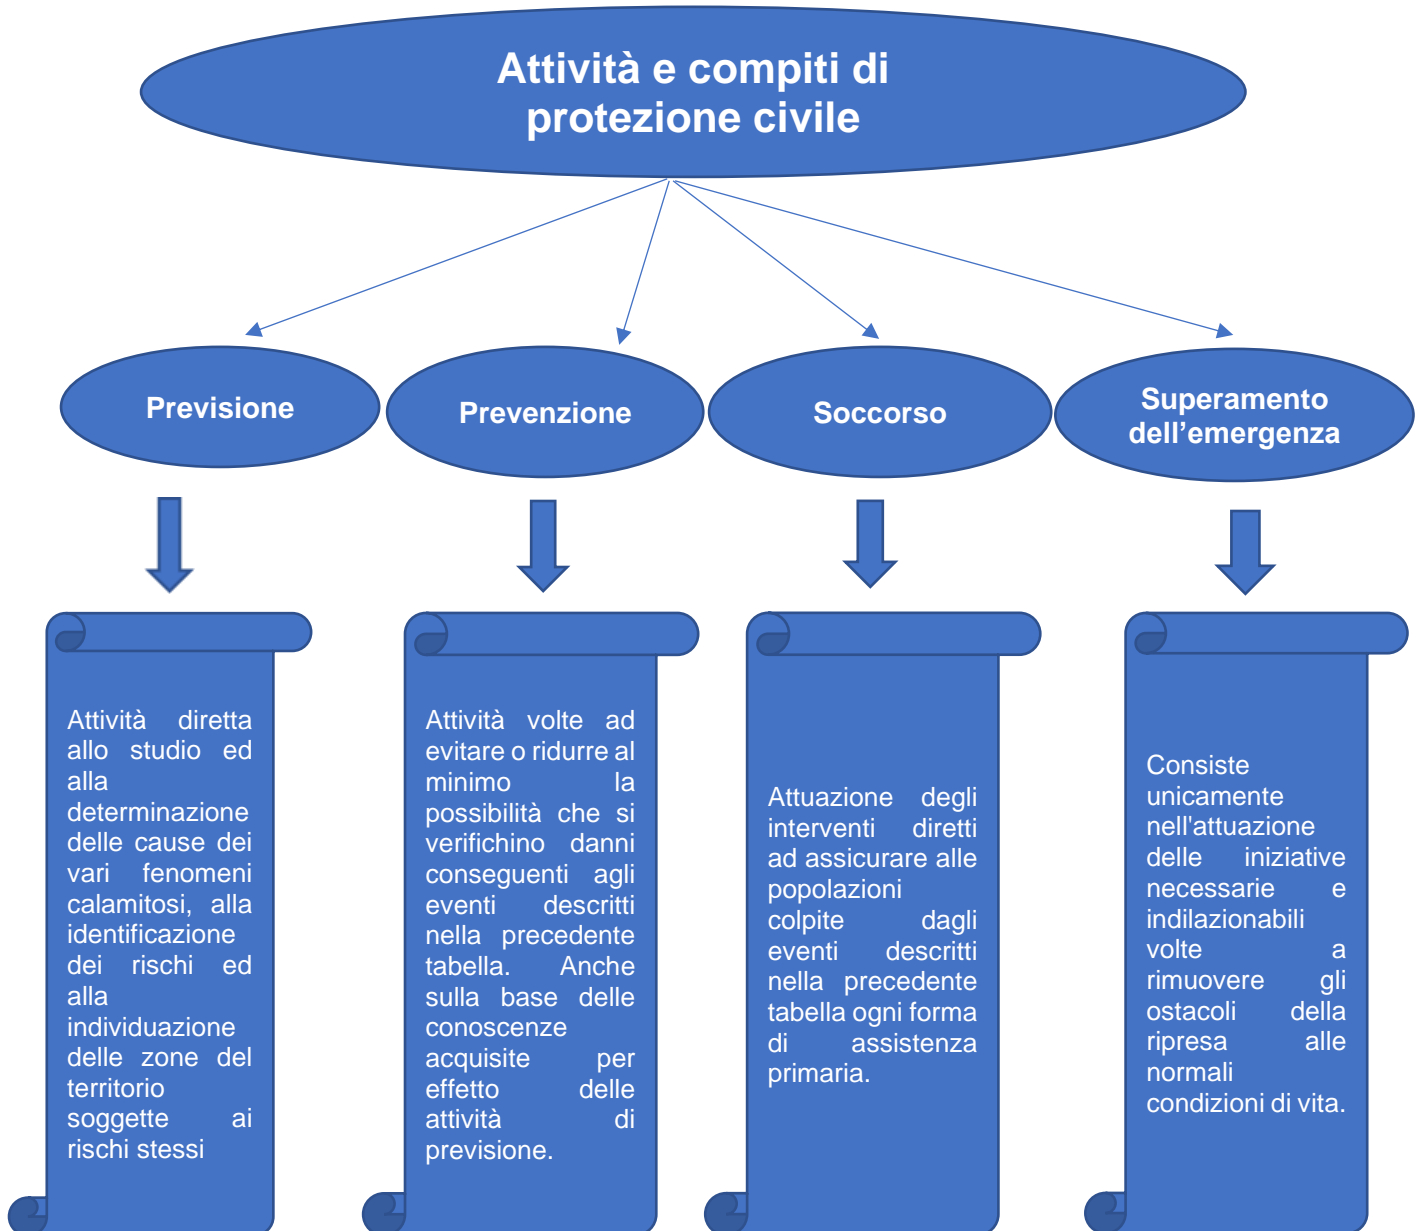 Attività e compiti di
protezione civile
Previsione
Prevenzione
Soccorso
Superamento
dell’emergenza
Attività diretta
allo studio ed
alla
determinazione
delle cause dei
vari fenomeni
calamitosi, alla
identificazione
dei rischi ed
alla
individuazione
delle zone del
territorio
soggette ai
rischi stessi
Attività volte ad
evitare o ridurre al
minimo la
possibilità che si
verifichino danni
conseguenti agli
eventi descritti
nella precedente
tabella. Anche
sulla base delle
conoscenze
acquisite per
effetto delle
attività di
previsione.
Attuazione degli
interventi diretti
ad assicurare alle
popolazioni
colpite dagli
eventi descritti
nella precedente
tabella ogni forma
di assistenza
primaria.
Consiste
unicamente
nell'attuazione
delle iniziative
necessarie e
indilazionabili
volte a
rimuovere gli
ostacoli della
ripresa alle
normali
condizioni di vita.